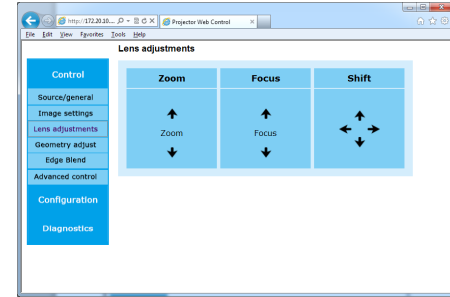 http://172.20.10....
Projector Web Control
File Edit View Favorites Tools Help
Lens adjustments
Control
Source/general
Image settings
Lens adjustments
Geometry adjust
Edge Blend
Advanced control
Configuration
Diagnostics
Zoom
Zoom
Focus
Focus
Shift